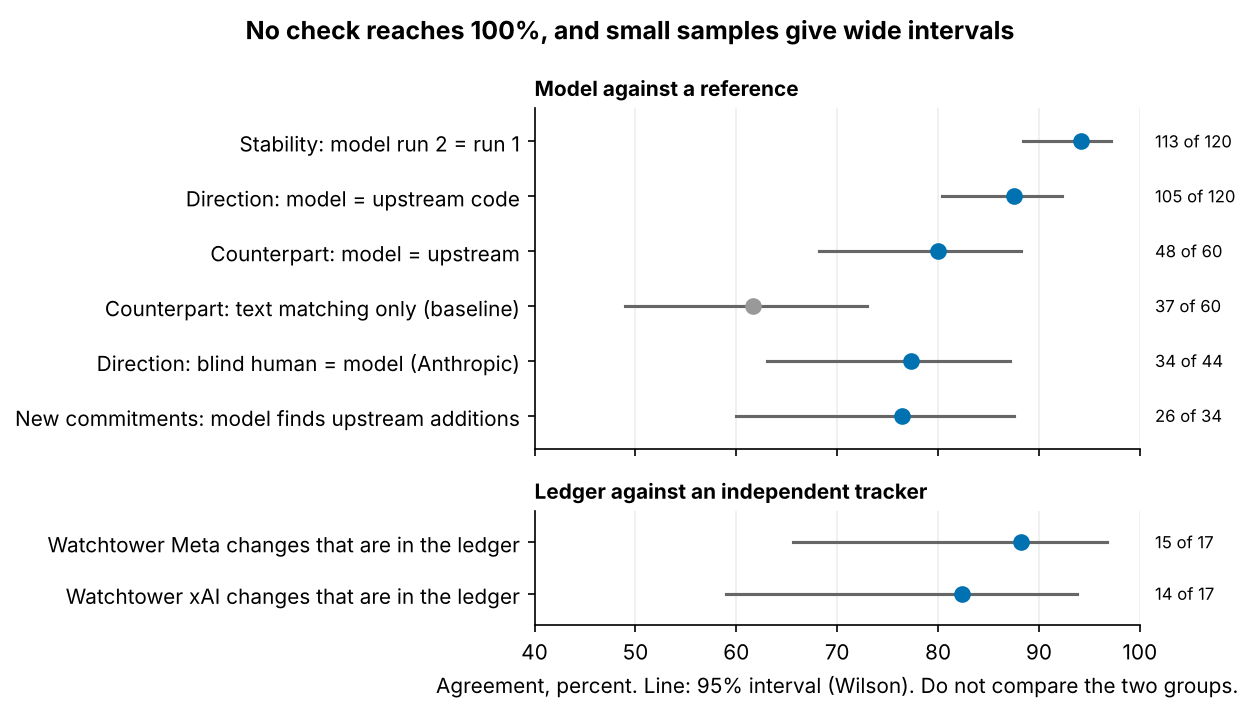 No check reaches 100%, and small samples give wide intervals
Model against a reference
Stability: model run 2 = run 1
113 of 120
Direction: model = upstream code
105 of 120
Counterpart: model = upstream
48 of 60
Counterpart: text matching only (baseline)
37 of 60
Direction: blind human = model (Anthropic)
34 of 44
New commitments: model finds upstream additions
26 of 34
Ledger against an independent tracker
Watchtower Meta changes that are in the ledger
15 of 17
Watchtower xAI changes that are in the ledger
14 of 17
40 50 60 70 80 90 100
Agreement, percent. Line: 95% interval (Wilson). Do not compare the two groups.